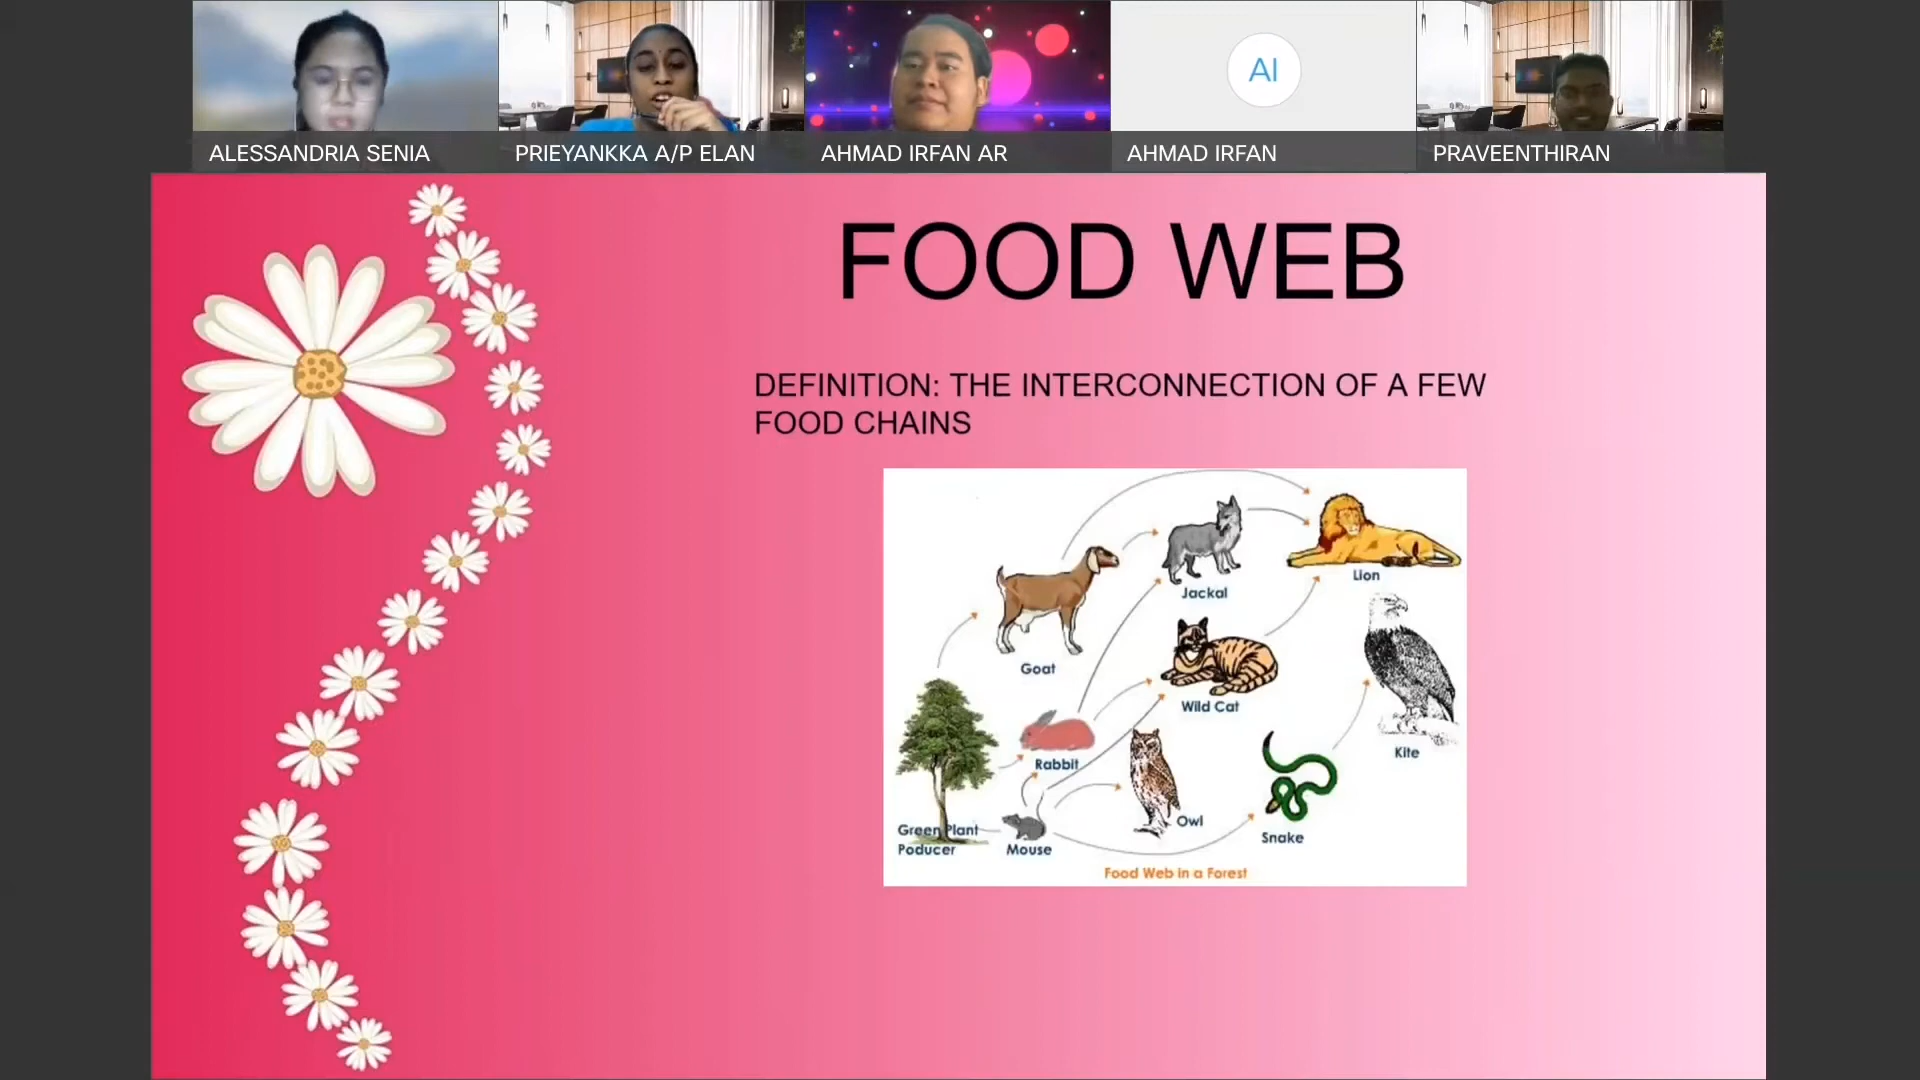 ALESSANDRIA SENIA
PRIEYANKKA A/P ELAN
AHMAD IRFAN AR
AI
AHMAD IRFAN
PRAVEENTHIRAN
FOOD WEB
DEFINITION: THE INTERCONNECTION OF A FEW
FOOD CHAINS
Lion
Jackal
Goat
Wild Cat
Kite
Rabbit
Owl
Snake
Green Plant
Poducer
Mouse
Food Web in a Forest